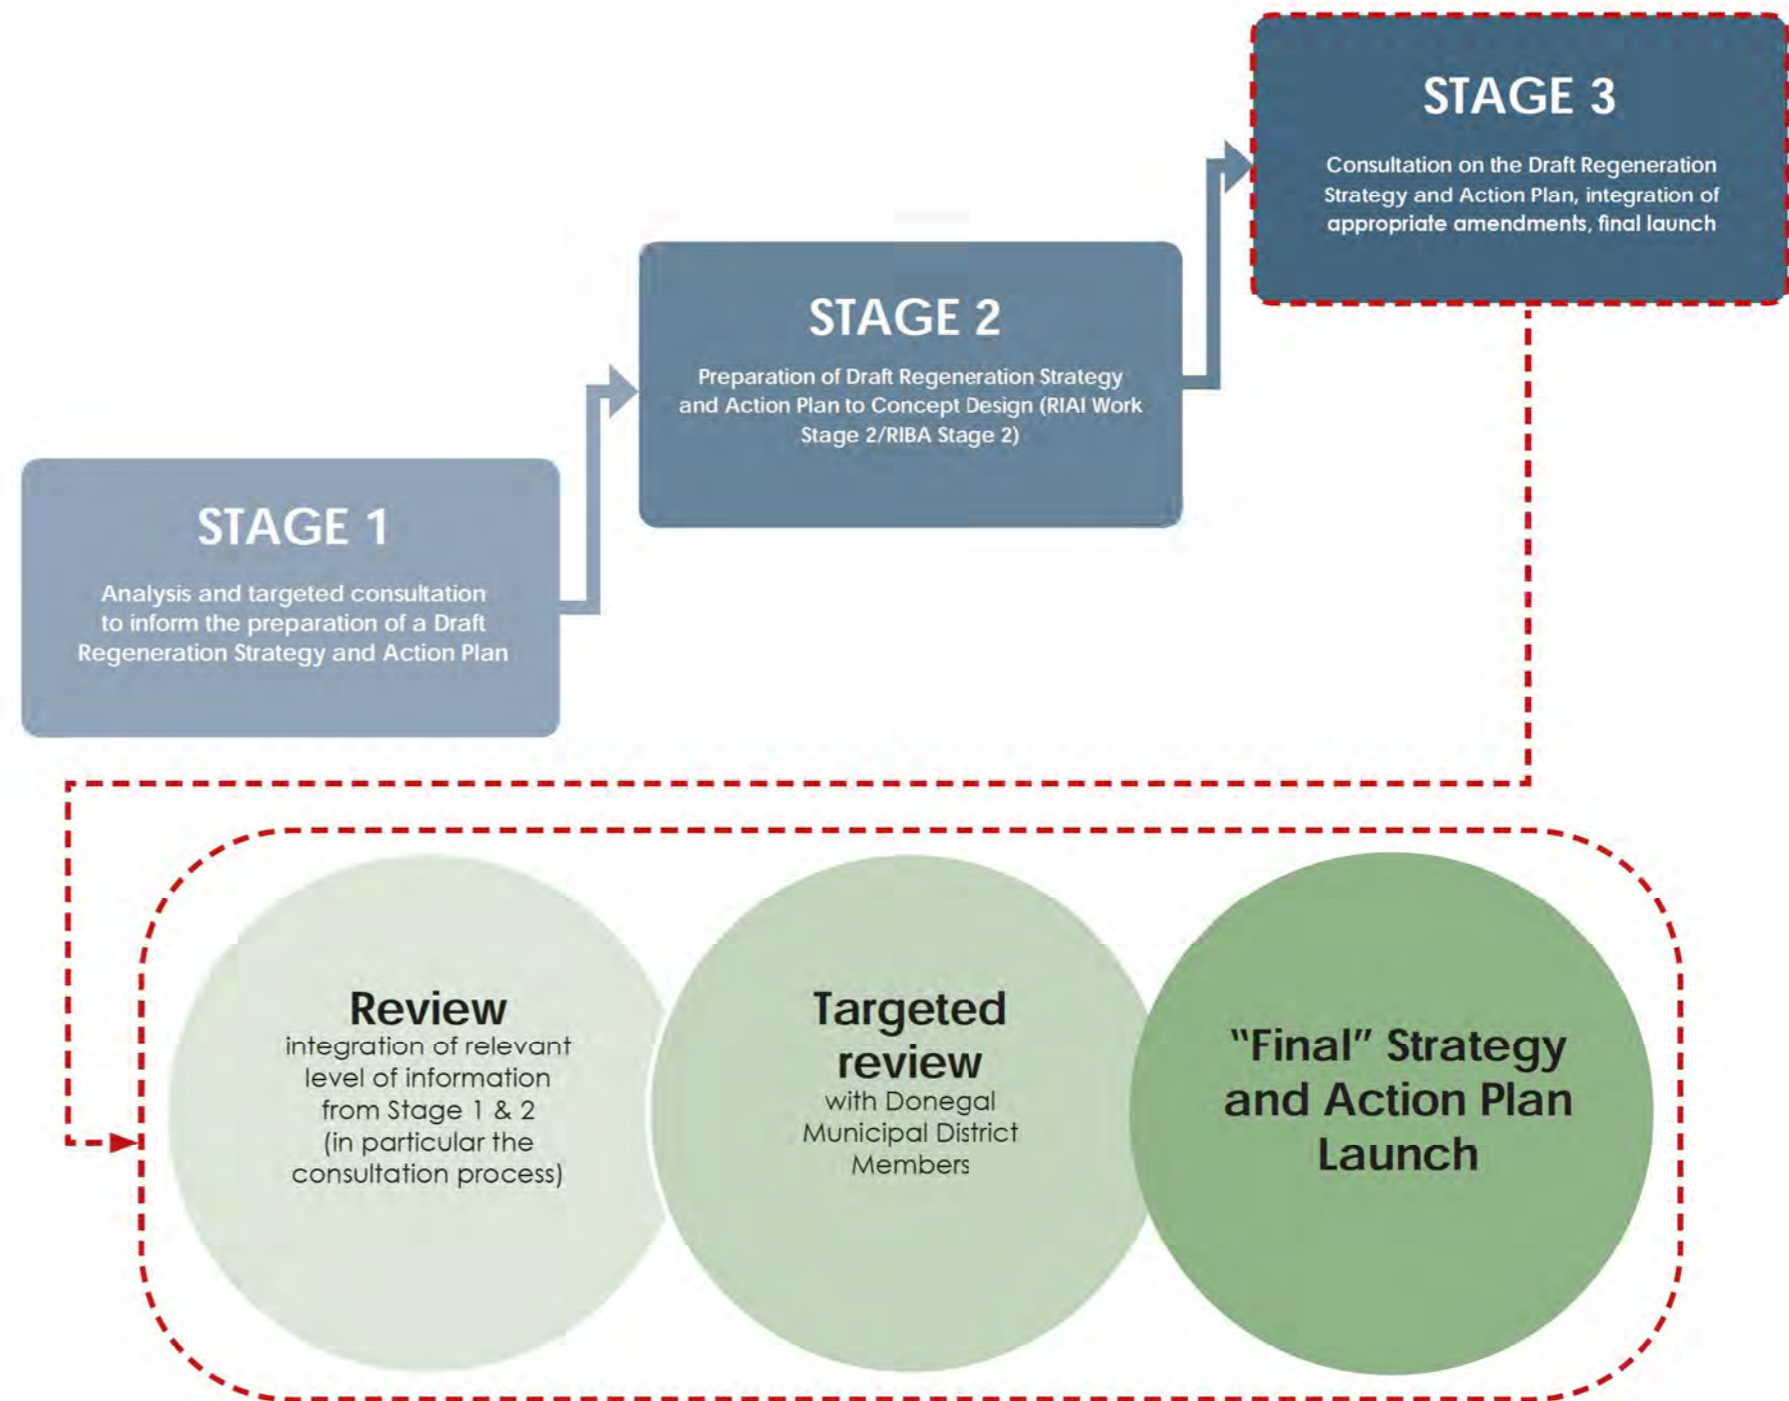 STAGE 1
Analysis and targeted consultation
to inform the preparation of a Draft
Regeneration Strategy and Action Plan
STAGE 2
Preparation of Draft Regeneration Strategy
and Action Plan to Concept Design (RIAI Work
Stage 2/RIBA Stage 2)
STAGE 3
Consultation on the Draft Regeneration
Strategy and Action Plan, integration of
appropriate amendments, final launch
Review
integration of relevant
level of information
from Stage 1 & 2
(in particular the
consultation process)
Targeted
review
with Donegal
Municipal District
Members
“Final” Strategy
and Action Plan
Launch